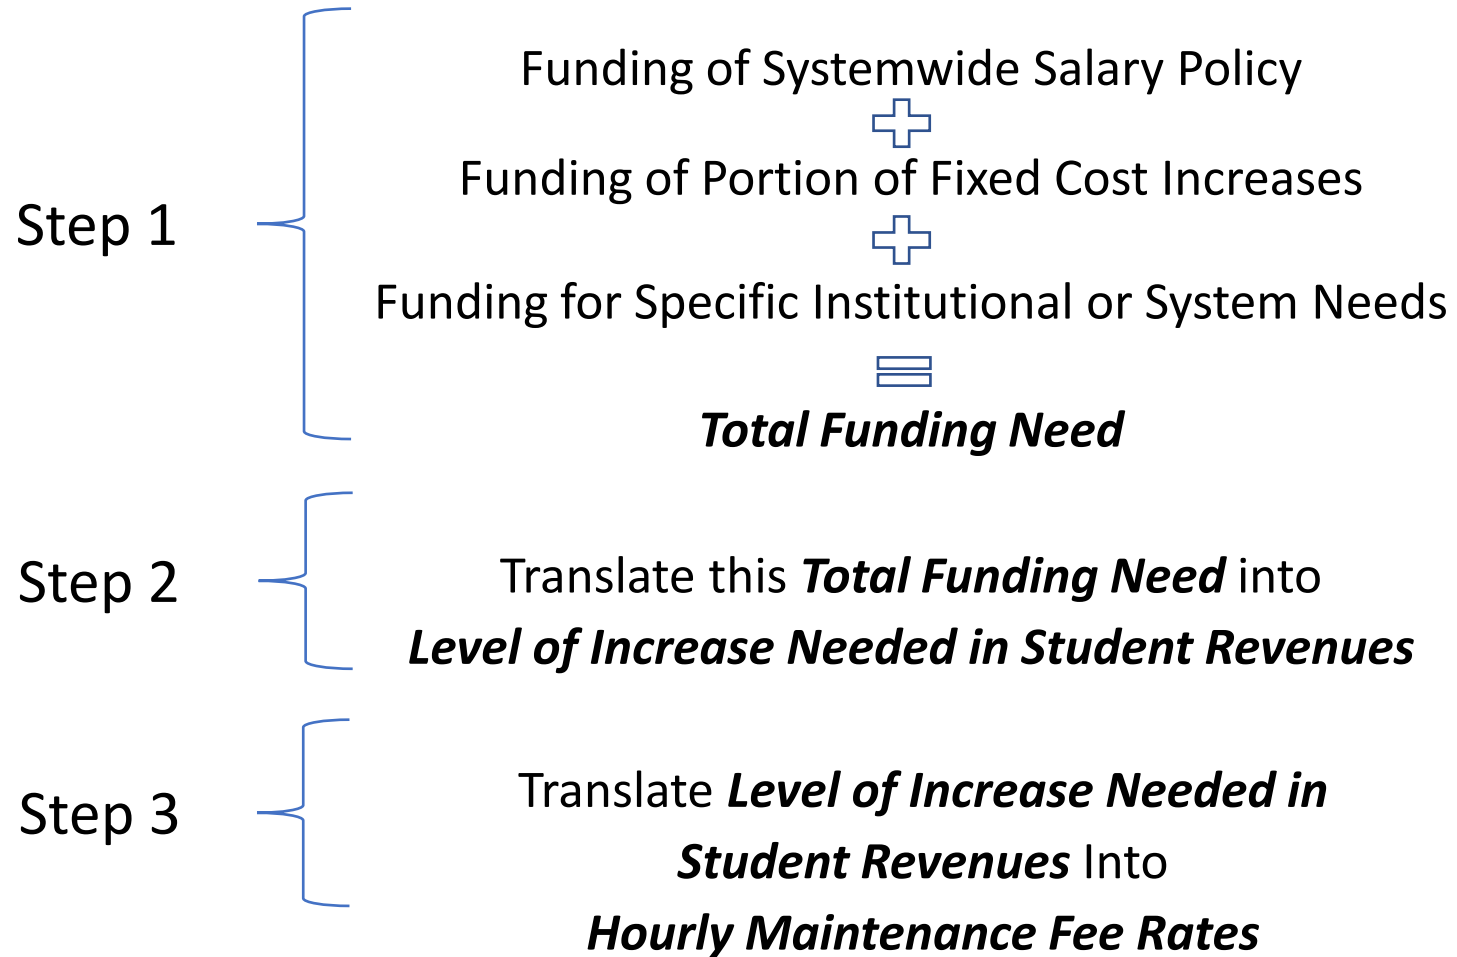 Step 1
Funding of Systemwide Salary Policy
Funding of Portion of Fixed Cost Increases
Funding for Specific Institutional or System Needs
Total Funding Need
Step 2
Translate this Total Funding Need into
Level of Increase Needed in Student Revenues
Step 3
Translate Level of Increase Needed in
Student Revenues Into
Hourly Maintenance Fee Rates